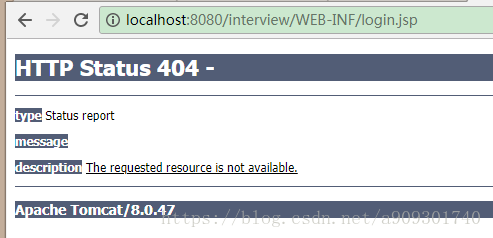 localhost:8080/interview/WEB-INF/login.jsp
HTTP Status 404 -
type Status report
message
description The requested resource is not available.
Apache Tomcat/8.0.47
https://blog.csdn.net/a909301740